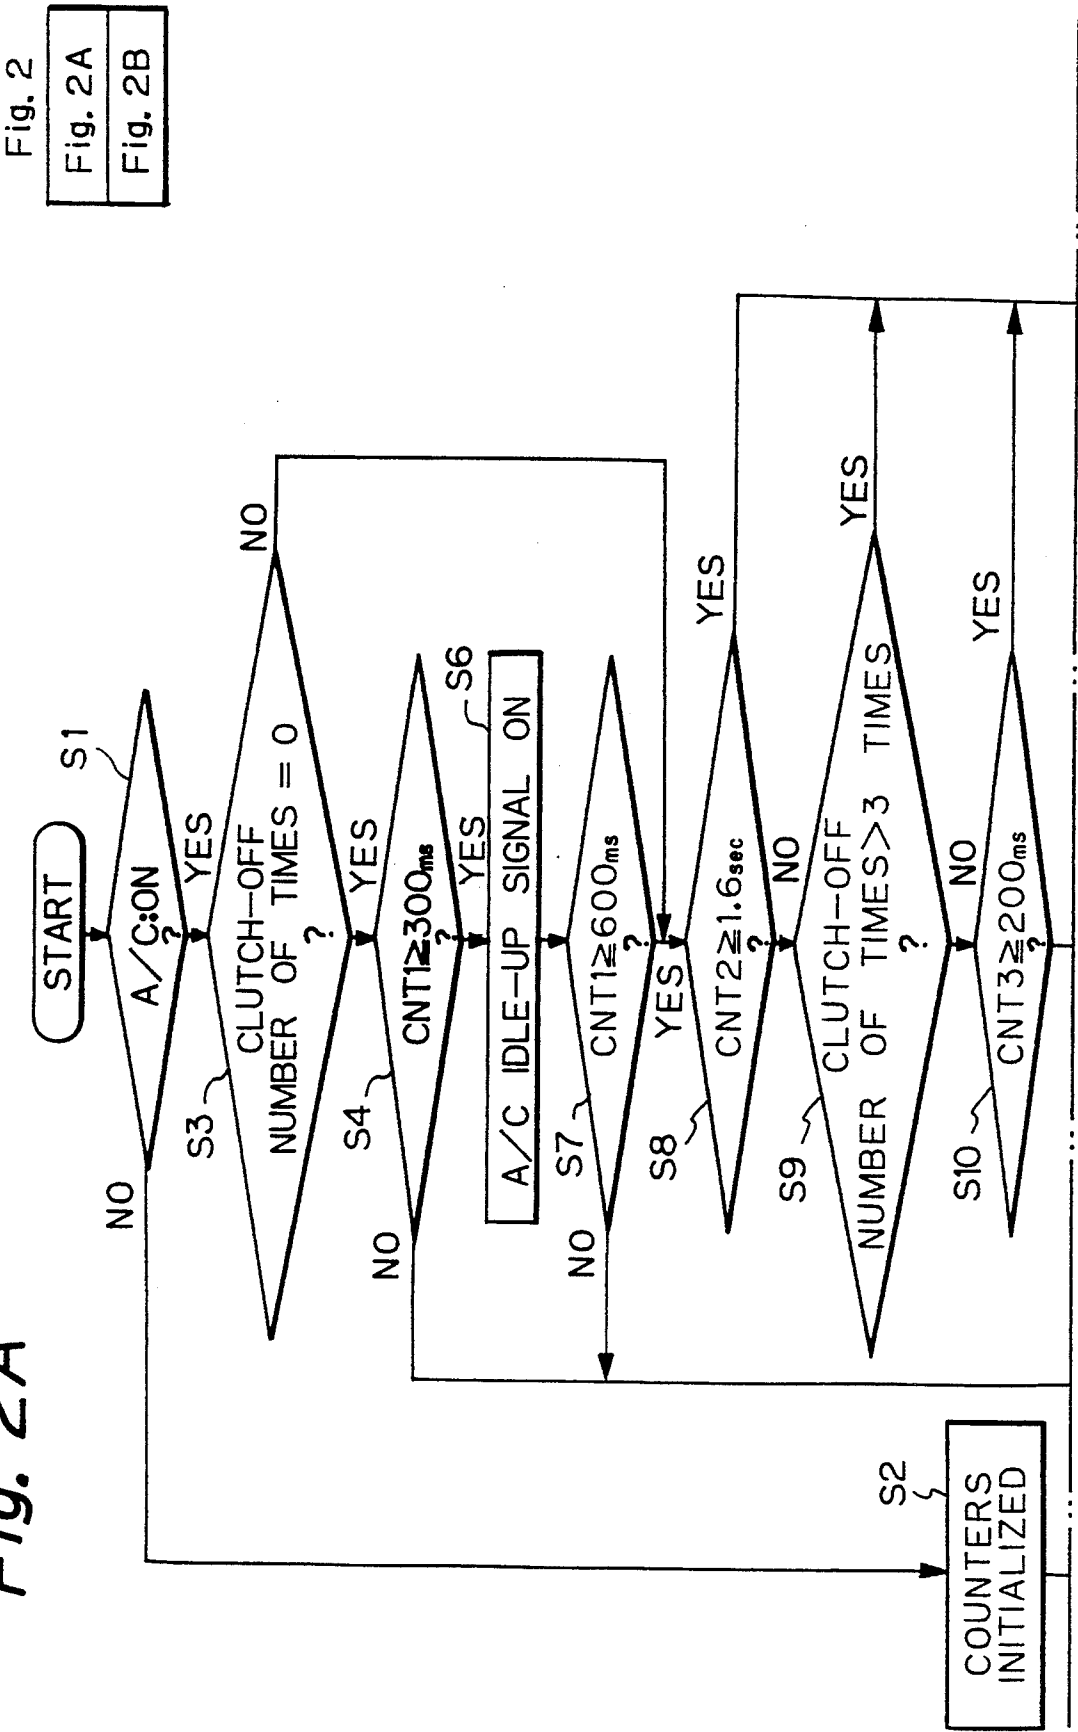 Fig. 2A
Fig. 2
Fig. 2A
Fig. 2B
START
S1
A/C:ON
?
NO
YES
S3
CLUTCH-OFF
NUMBER OF TIMES = 0
?
NO
YES
S4
CNT1≧300ms
?
NO
YES
S6
A/C IDLE-UP SIGNAL ON
S7
CNT1≧600ms
?
NO
YES
S8
CNT2≧1.6sec
?
YES
NO
S9
CLUTCH-OFF
NUMBER OF TIMES>3 TIMES
?
YES
NO
S10
CNT3≧200ms
?
YES
S2
COUNTERS
INITIALIZED